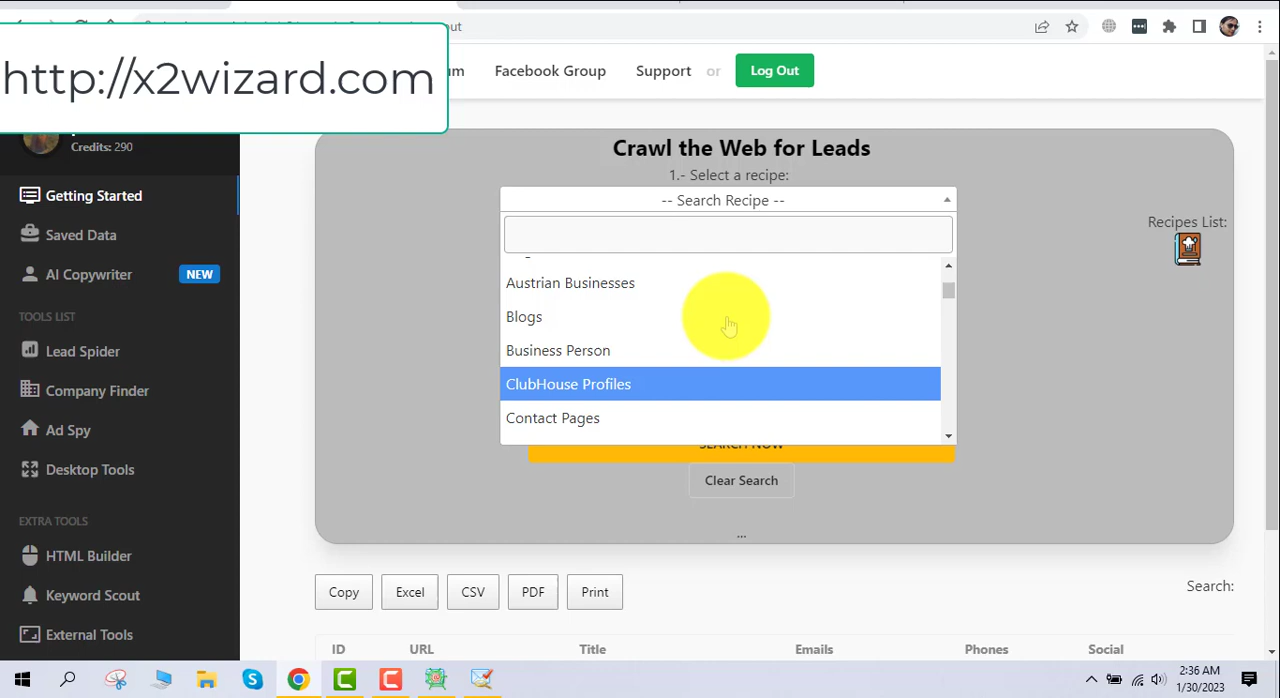 out
http://x2wizard.com
um
Facebook Group
Support
or
Log Out
Credits: 290
Getting Started
Saved Data
AI Copywriter
NEW
TOOLS LIST
Lead Spider
Company Finder
Ad Spy
Desktop Tools
EXTRA TOOLS
HTML Builder
Keyword Scout
External Tools
Crawl the Web for Leads
1.- Select a recipe:
-- Search Recipe --
Recipes List:
Austrian Businesses
Blogs
Business Person
ClubHouse Profiles
Contact Pages
SEARCH NOW
Clear Search
...
Copy
Excel
CSV
PDF
Print
Search:
ID URL Title Emails Phones Social
2:36 AM
1/30/2023